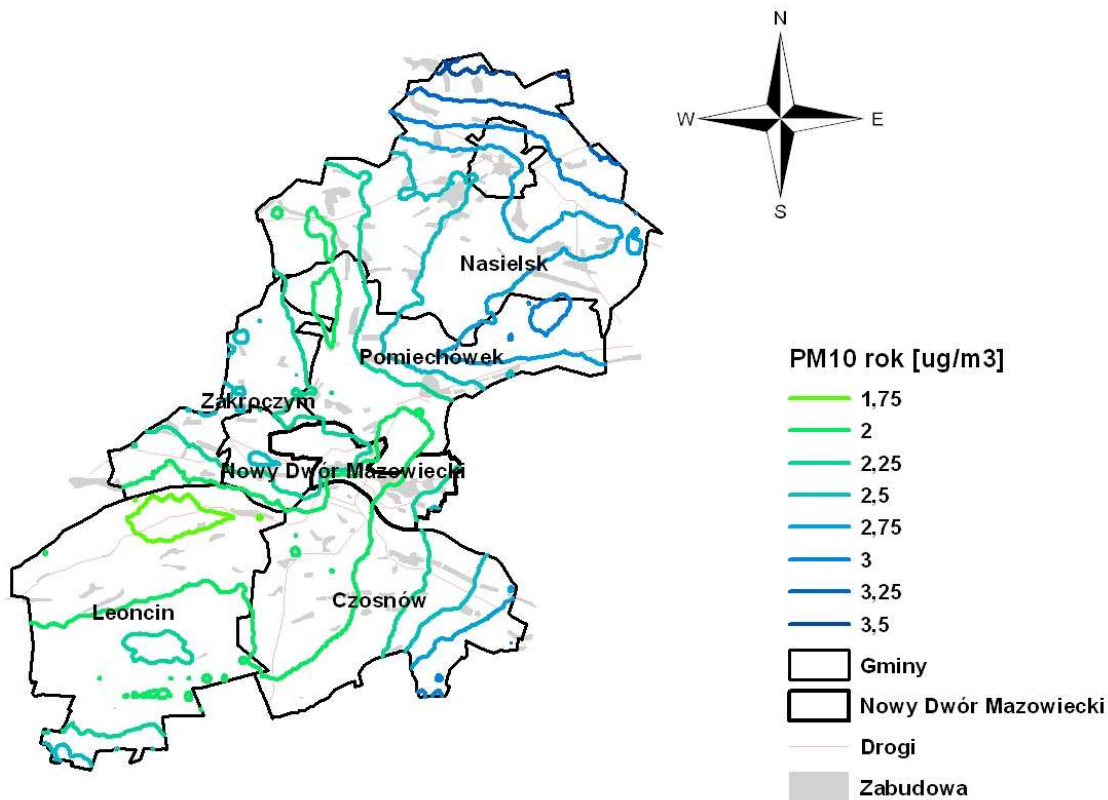 N
W E
S
Nasielsk
Pomiechówek
Zakroczym
Nowy Dwór Mazowiecki
Leoncin
Czosnów
PM10 rok [ug/m3]
1,75
2
2,25
2,5
2,75
3
3,25
3,5
Gminy
Nowy Dwór Mazowiecki
Drogi
Zabudowa